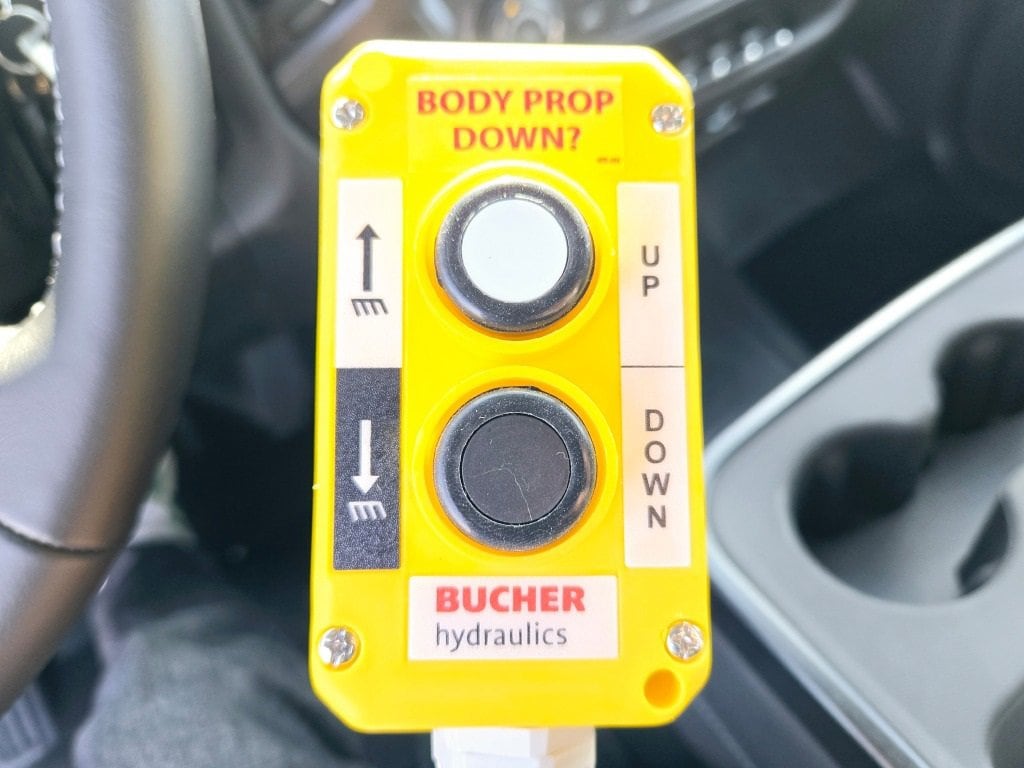 BODY PROP
DOWN?
UP
DOWN
BUCHER
hydraulics